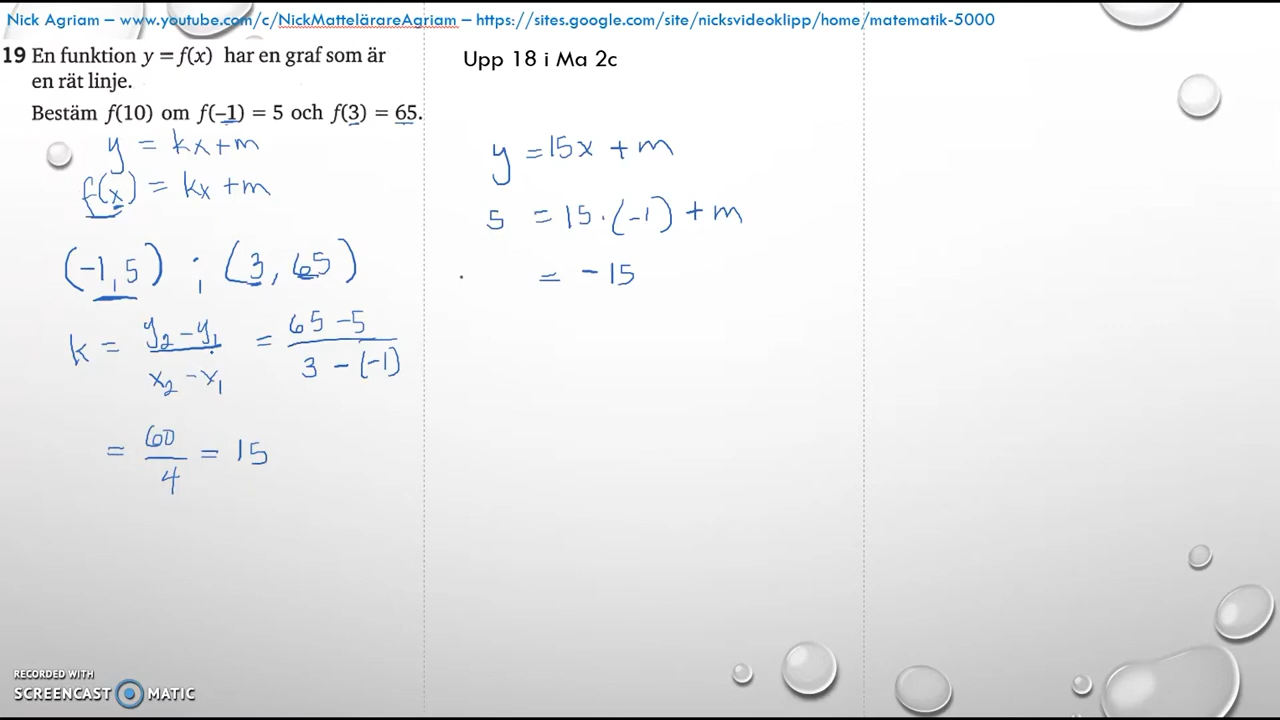 Nick Agriam – www.youtube.com/c/NickMattelärareAgriam – https://sites.google.com/site/nicksvideoklipp/home/matematik-5000
19 En funktion y = f(x) har en graf som är
en rät linje.
Bestäm f(10) om f(–1) = 5 och f(3) = 65.
y = kx+m
f(x) = kx +m
(-1,5) ; (3, 65)
k = y₂-y₁/x₂-x₁ = 65-5/3-(-1)
= 60/4 = 15
Upp 18 i Ma 2c
y = 15x + m
5 = 15·(-1) + m
= -15
RECORDED WITH
SCREENCAST MATIC